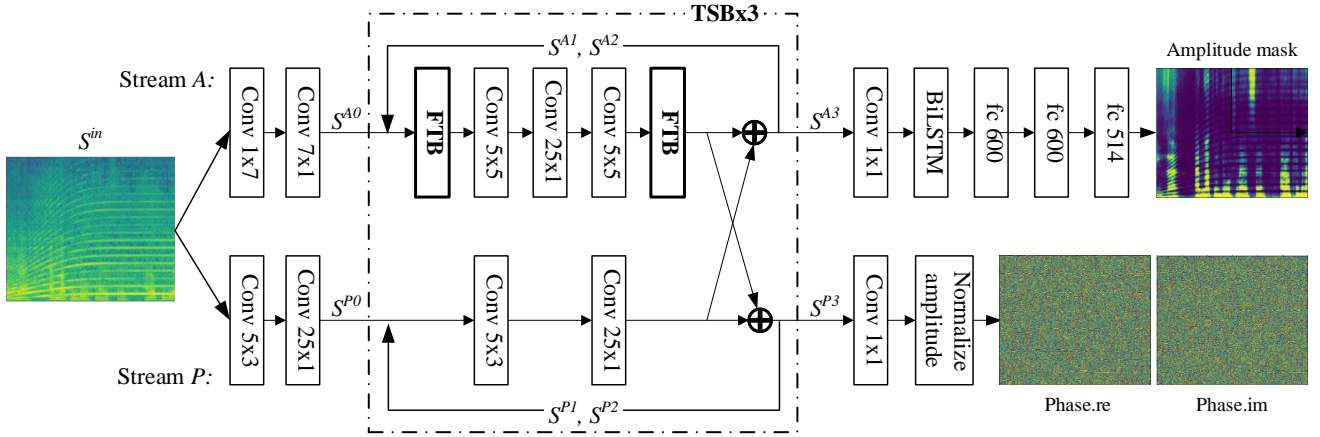 TSBx3
S^{A1}, S^{A2}
Amplitude mask
Stream A:
Conv 1x7
Conv 7x1
S^{A0}
FTB
Conv 5x5
Conv 25x1
Conv 5x5
FTB
S^{A3}
Conv 1x1
BiLSTM
fc 600
fc 600
fc 514
S^{in}
Conv 5x3
Conv 25x1
S^{P0}
Conv 5x3
Conv 25x1
S^{P3}
Conv 1x1
Normalize
amplitude
Stream P:
S^{P1}, S^{P2}
Phase.re
Phase.im